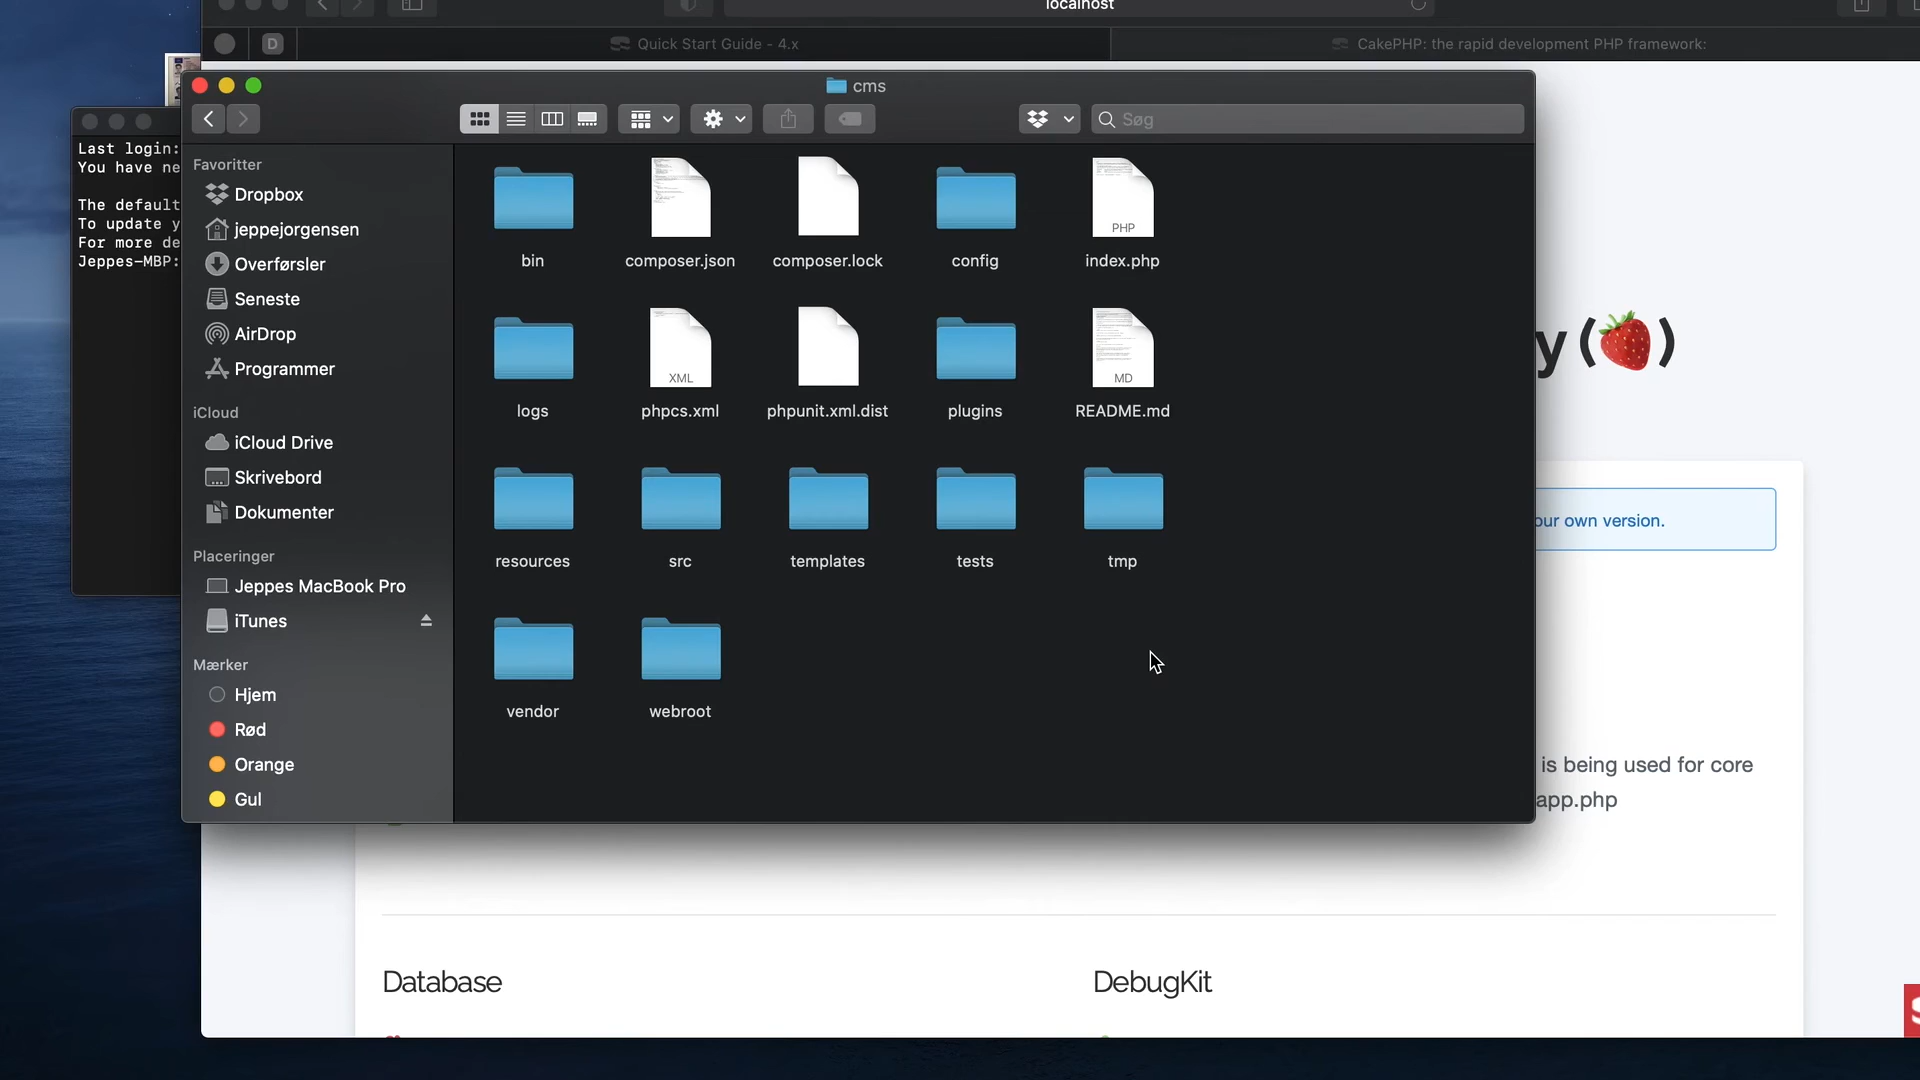 localhost
D
Quick Start Guide - 4.x
CakePHP: the rapid development PHP framework:
cms
Søg
Last login:
You have ne
The default
To update y
For more de
Jeppes-MBP:
Favoritter
Dropbox
jeppejorgensen
Overførsler
Seneste
AirDrop
Programmer
iCloud
iCloud Drive
Skrivebord
Dokumenter
Placeringer
Jeppes MacBook Pro
iTunes
Mærker
Hjem
Rød
Orange
Gul
PHP
bin
composer.json
composer.lock
config
index.php
XML
MD
logs
phpcs.xml
phpunit.xml.dist
plugins
README.md
resources
src
templates
tests
tmp
vendor
webroot
y (🍓)
our own version.
is being used for core
app.php
Database
DebugKit